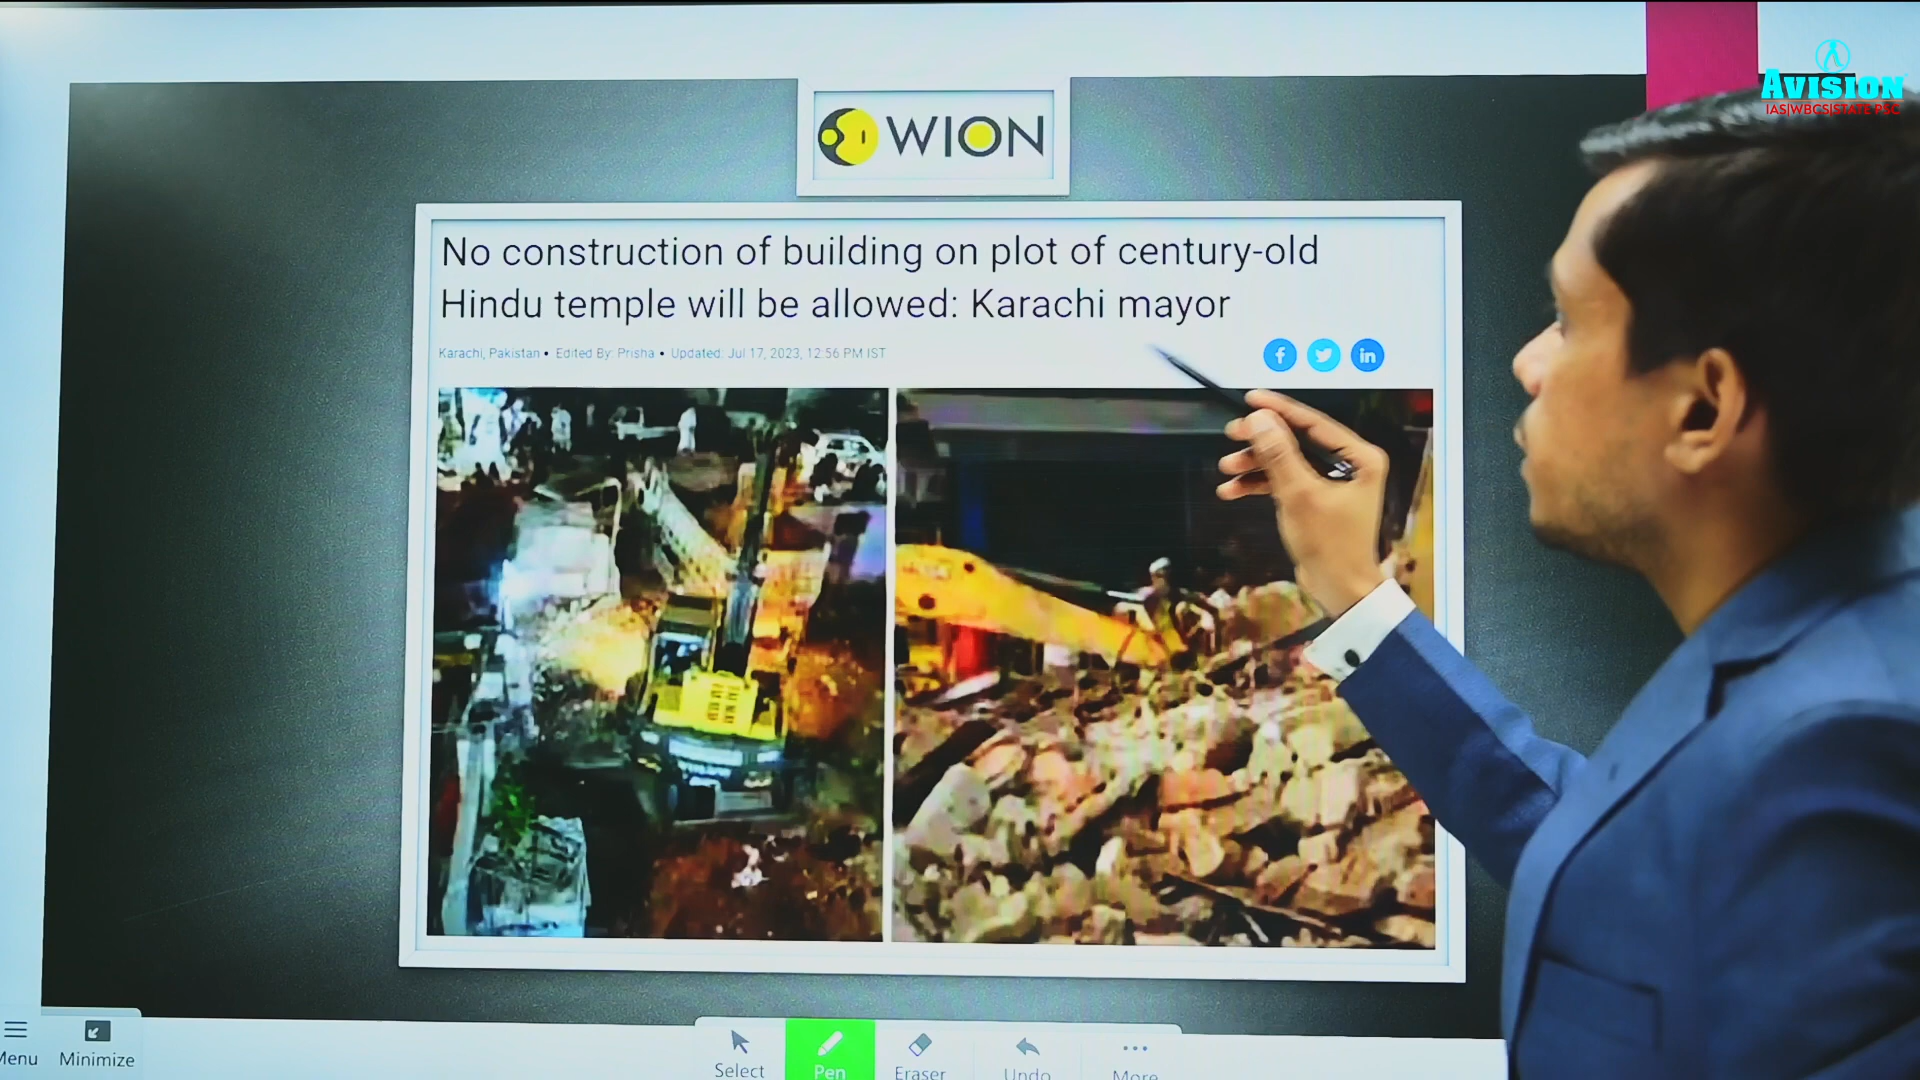 AVISION
IAS|WBCS|STATE PSC
WION
No construction of building on plot of century-old
Hindu temple will be allowed: Karachi mayor
Karachi, Pakistan • Edited By: Prisha • Updated: Jul 17, 2023, 12:56 PM IST
f
in
Menu
Minimize
Select
Pen
Eraser
Undo
More